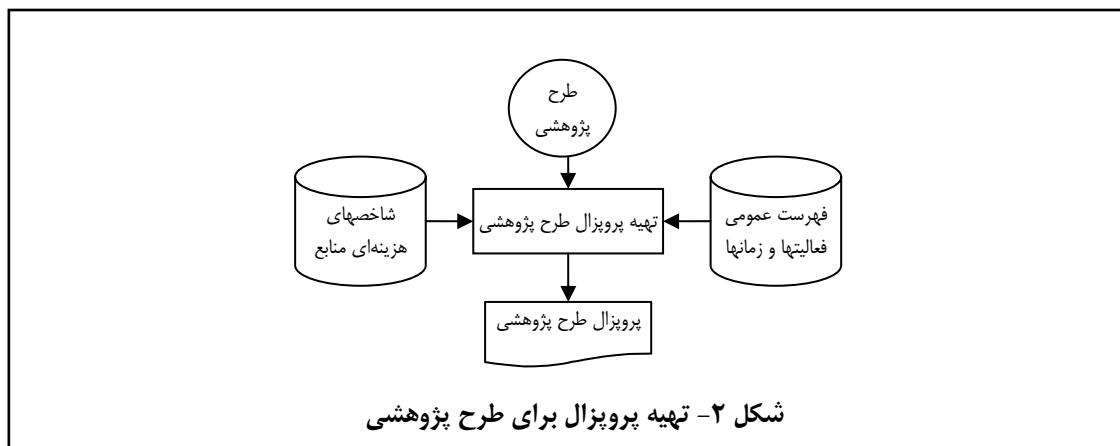 طرح
پژوهشی
فهرست عمومی
فعالیتها و زمانها
تهیه پروپزال طرح پژوهشی
شاخصهای
هزینه‌ای منابع
پروپزال طرح پژوهشی
شکل ۲- تهیه پروپزال برای طرح پژوهشی